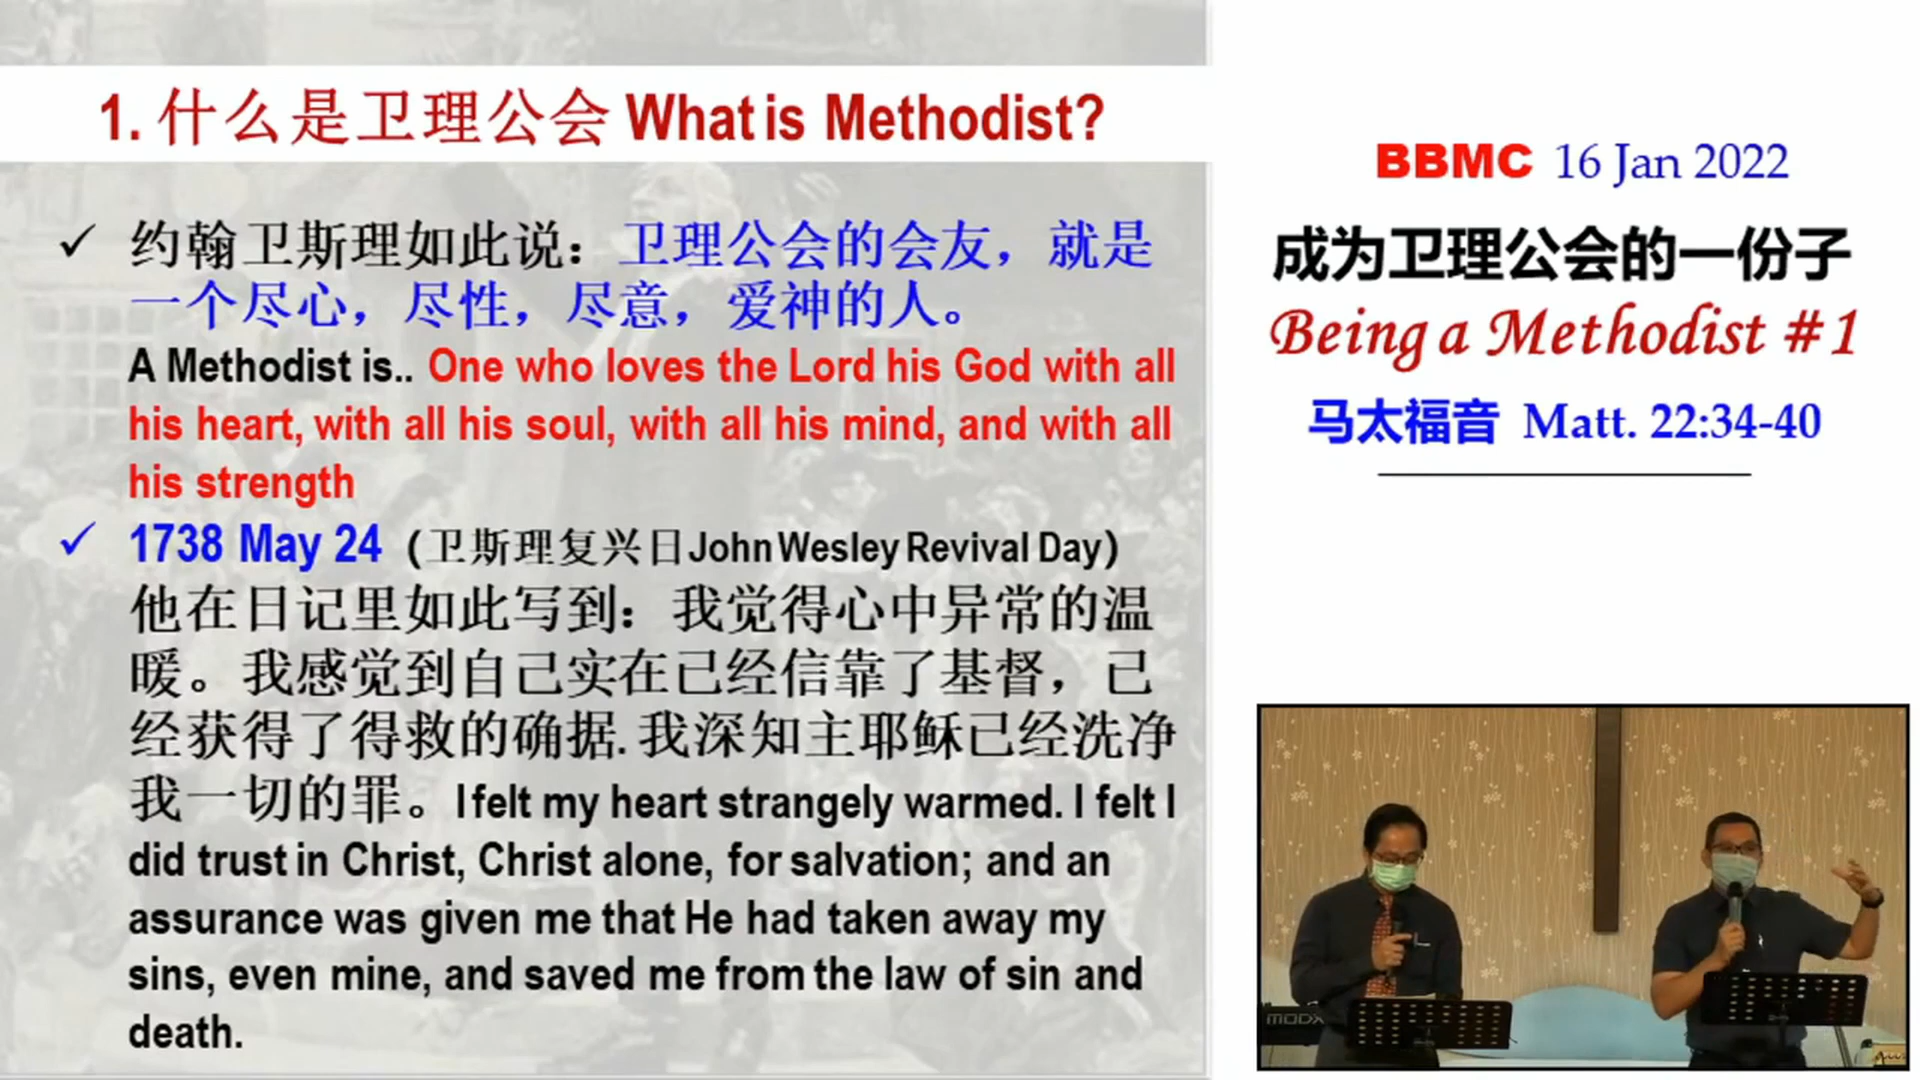 1. 什么是卫理公会 What is Methodist?
✓ 约翰卫斯理如此说：卫理公会的会友，就是
一个尽心，尽性，尽意，爱神的人。
A Methodist is.. One who loves the Lord his God with all
his heart, with all his soul, with all his mind, and with all
his strength
✓ 1738 May 24 (卫斯理复兴日John Wesley Revival Day)
他在日记里如此写到：我觉得心中异常的温
暖。我感觉到自己实在已经信靠了基督，已
经获得了得救的确据.我深知主耶稣已经洗净
我一切的罪。I felt my heart strangely warmed. I felt I
did trust in Christ, Christ alone, for salvation; and an
assurance was given me that He had taken away my
sins, even mine, and saved me from the law of sin and
death.
BBMC 16 Jan 2022
成为卫理公会的一份子
Being a Methodist #1
马太福音 Matt. 22:34-40
MODX